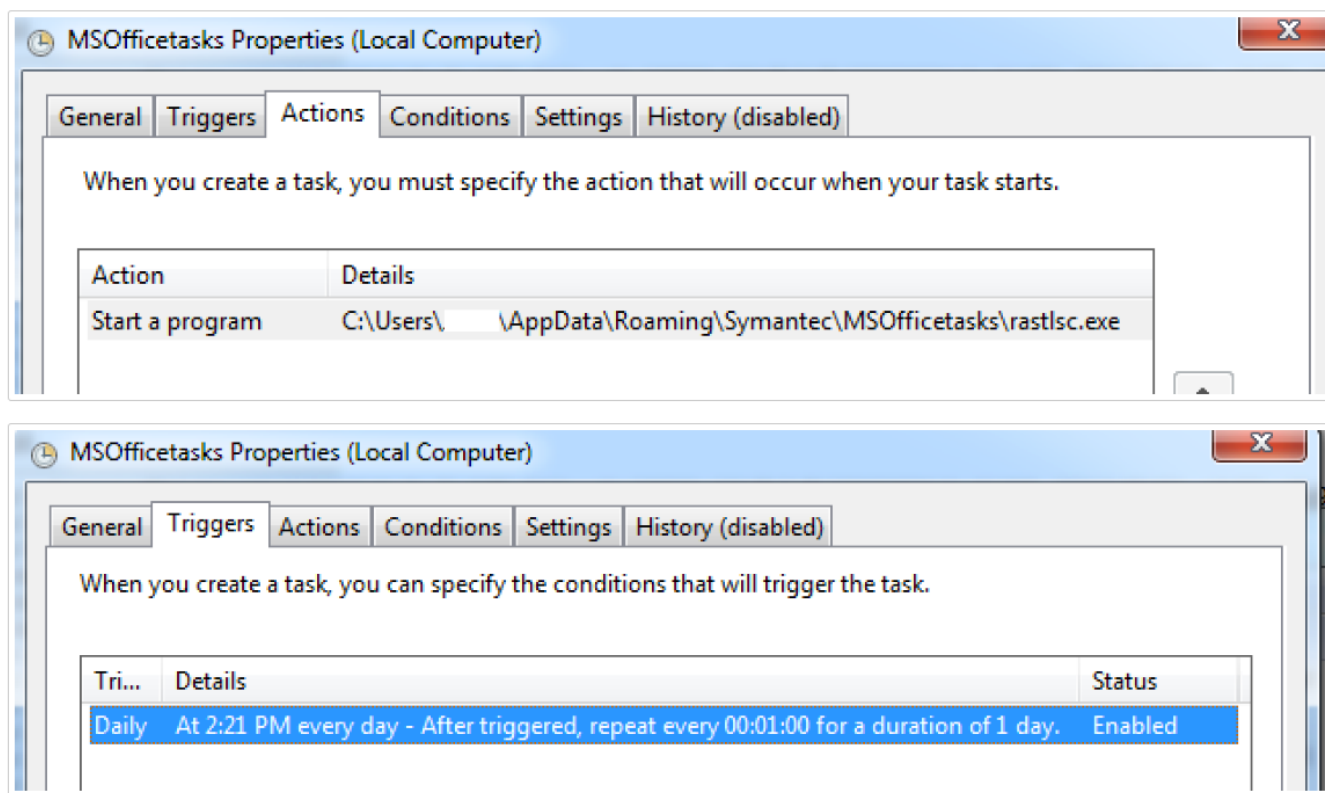 MSOfficetasks Properties (Local Computer)
General Triggers Actions Conditions Settings History (disabled)
When you create a task, you must specify the action that will occur when your task starts.
Action Details
Start a program C:\Users\ \AppData\Roaming\Symantec\MSOfficetasks\rastlsc.exe
MSOfficetasks Properties (Local Computer)
General Triggers Actions Conditions Settings History (disabled)
When you create a task, you can specify the conditions that will trigger the task.
Tri... Details Status
Daily At 2:21 PM every day - After triggered, repeat every 00:01:00 for a duration of 1 day. Enabled